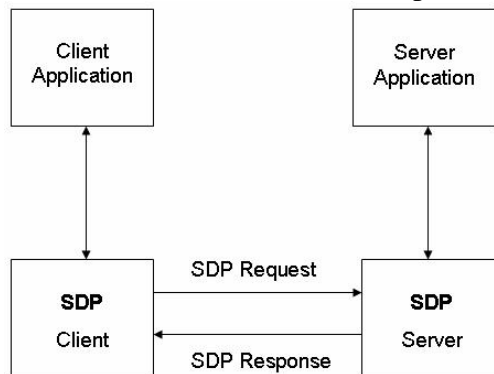 Client
Application
Server
Application
SDP Request
SDP
Client
SDP
Server
SDP Response